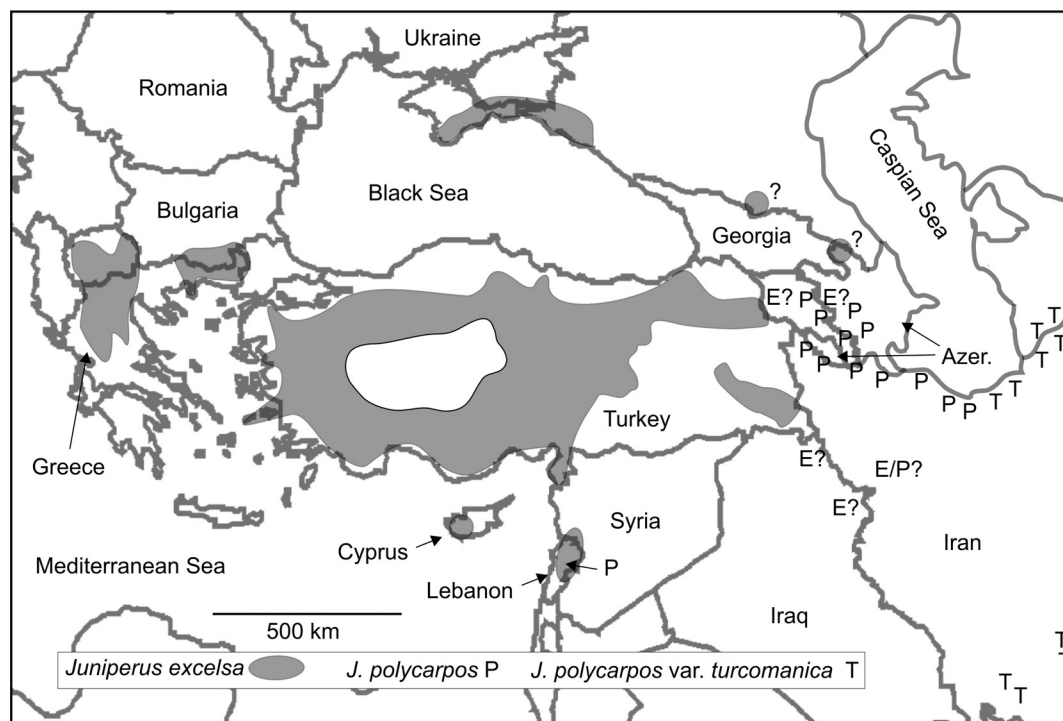 Ukraine
Romania
Caspian Sea
Black Sea
Bulgaria
?
Georgia
?
E? P E? P
P P
T
T
T T
P
P
Azer.
P P P P T
P P T T
Turkey
Greece
E?
E/P?
E?
Syria
Cyprus
Iran
Mediterranean Sea
P
Lebanon
Iraq
500 km
T
T
T T
Juniperus excelsa J. polycarpos P J. polycarpos var. turcomanica T